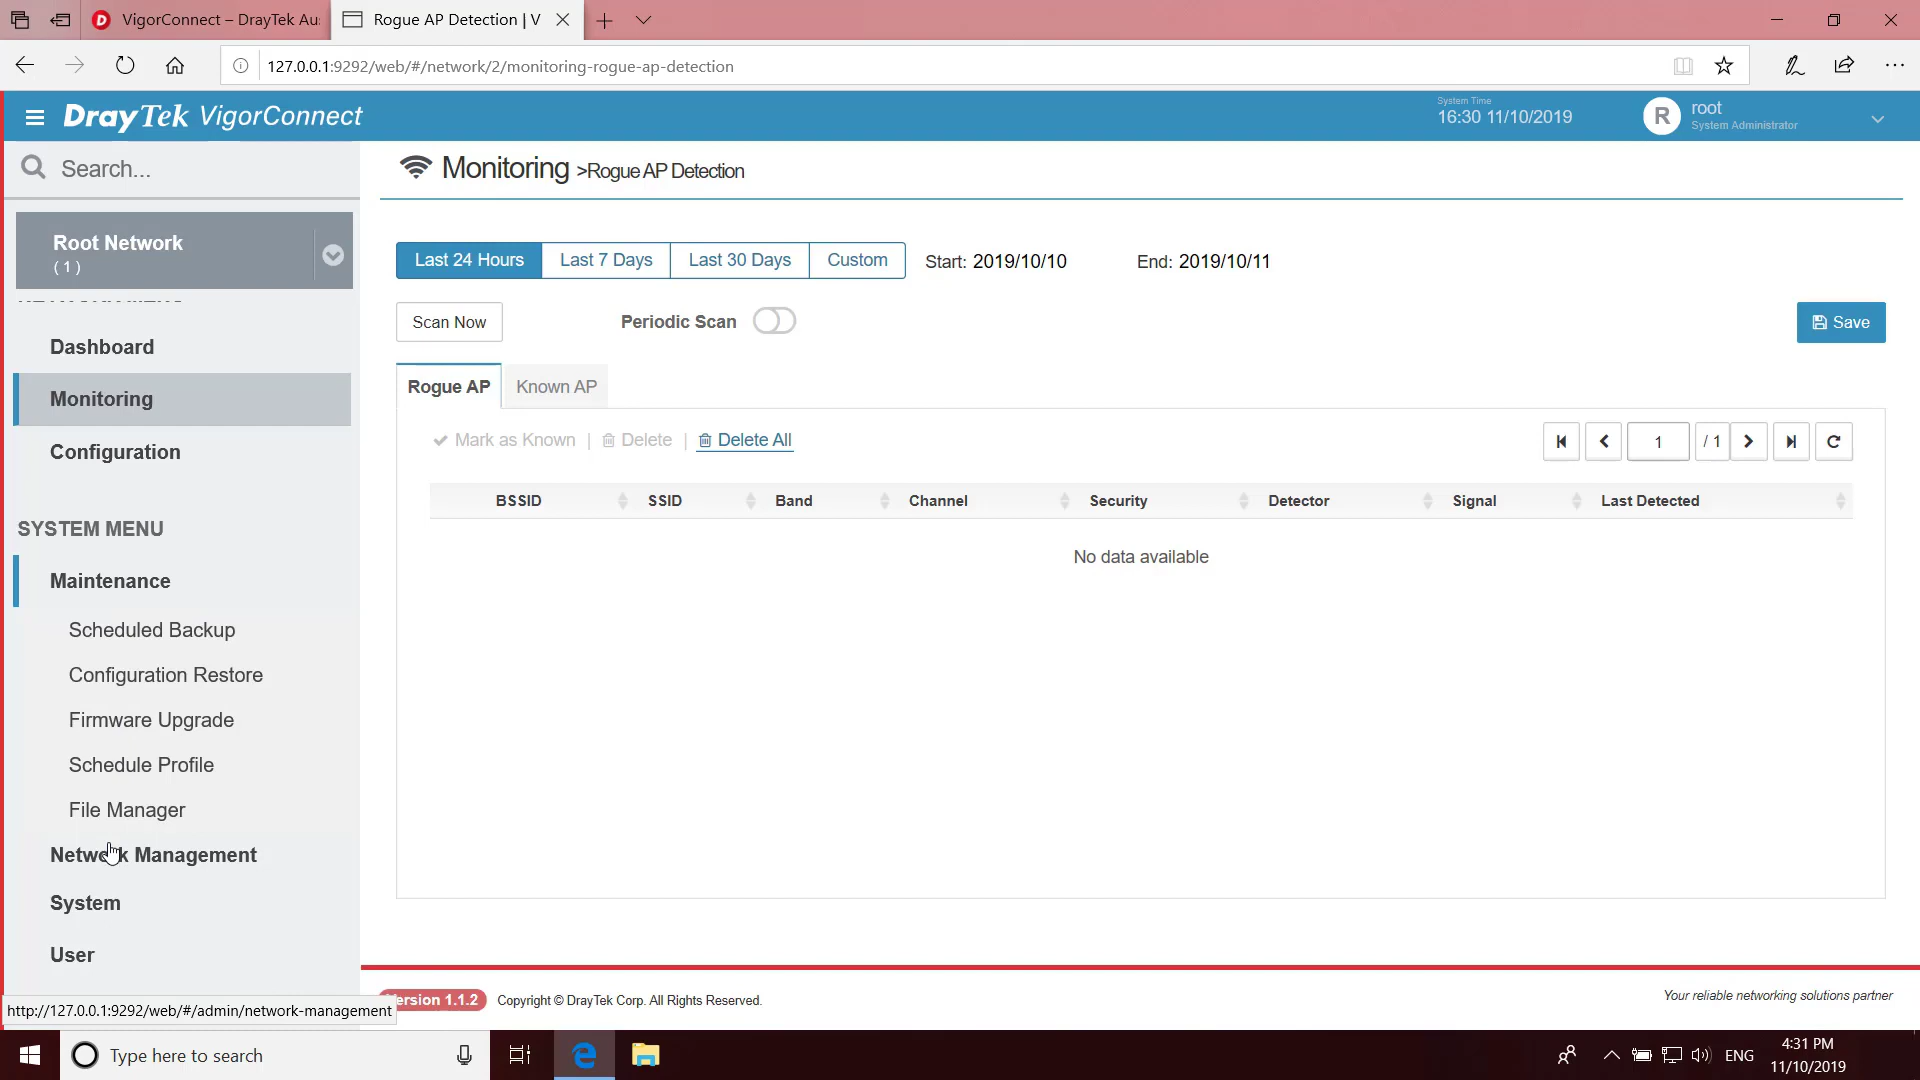 VigorConnect – DrayTek Au
Rogue AP Detection | V
127.0.0.1:9292/web/#/network/2/monitoring-rogue-ap-detection
DrayTek VigorConnect
System Time
16:30 11/10/2019
R
root
System Administrator
Search...
Root Network
( 1 )
Dashboard
Monitoring
Configuration
SYSTEM MENU
Maintenance
Scheduled Backup
Configuration Restore
Firmware Upgrade
Schedule Profile
File Manager
Network Management
System
User
Monitoring >Rogue AP Detection
Last 24 Hours
Last 7 Days
Last 30 Days
Custom
Start: 2019/10/10
End: 2019/10/11
Scan Now
Periodic Scan
Save
Rogue AP
Known AP
Mark as Known | Delete | Delete All
1
/ 1
BSSID
SSID
Band
Channel
Security
Detector
Signal
Last Detected
No data available
http://127.0.0.1:9292/web/#/admin/network-management
ersion 1.1.2
Copyright © DrayTek Corp. All Rights Reserved.
Your reliable networking solutions partner
Type here to search
ENG
4:31 PM
11/10/2019